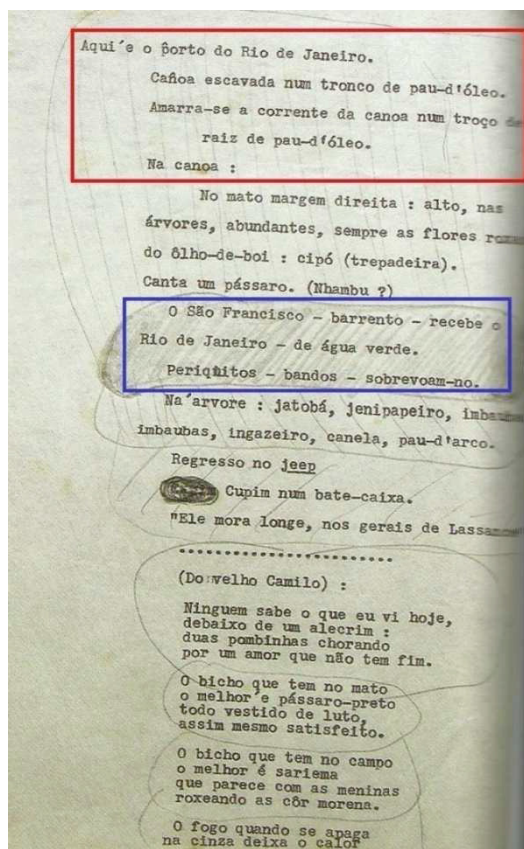 Aqui´e o porto do Rio de Janeiro.
Cañoa escavada num tronco de pau-d'óleo.
Amarra-se a corrente da canoa num troço de
raiz de pau-d'óleo.
Na canoa :
No mato margem direita : alto, nas
árvores, abundantes, sempre as flores
do ôlho-de-boi : cipó (trepadeira).
Canta um pássaro. (Nhambu ?)
O São Francisco - barrento - recebe o
Rio de Janeiro - de água verde.
Periquitos - bandos - sobrevoam-no.
Na´arvore : jatobá, jenipapeiro,
imbaubas, ingazeiro, canela, pau-d'arco.
Regresso no jeep
Cupim num bate-caixa.
"Ele mora longe, nos gerais de
........................
(Do velho Camilo) :
Ninguem sabe o que eu vi hoje,
debaixo de um alecrim :
duas pombinhas chorando
por um amor que não tem fim.
O bicho que tem no mato
o melhor´e pássaro-preto
todo vestido de luto,
assim mesmo satisfeito.
O bicho que tem no campo
o melhor é sariema
que parece com as meninas
roxeando as côr morena.
O fogo quando se apaga
na cinza deixa o calor